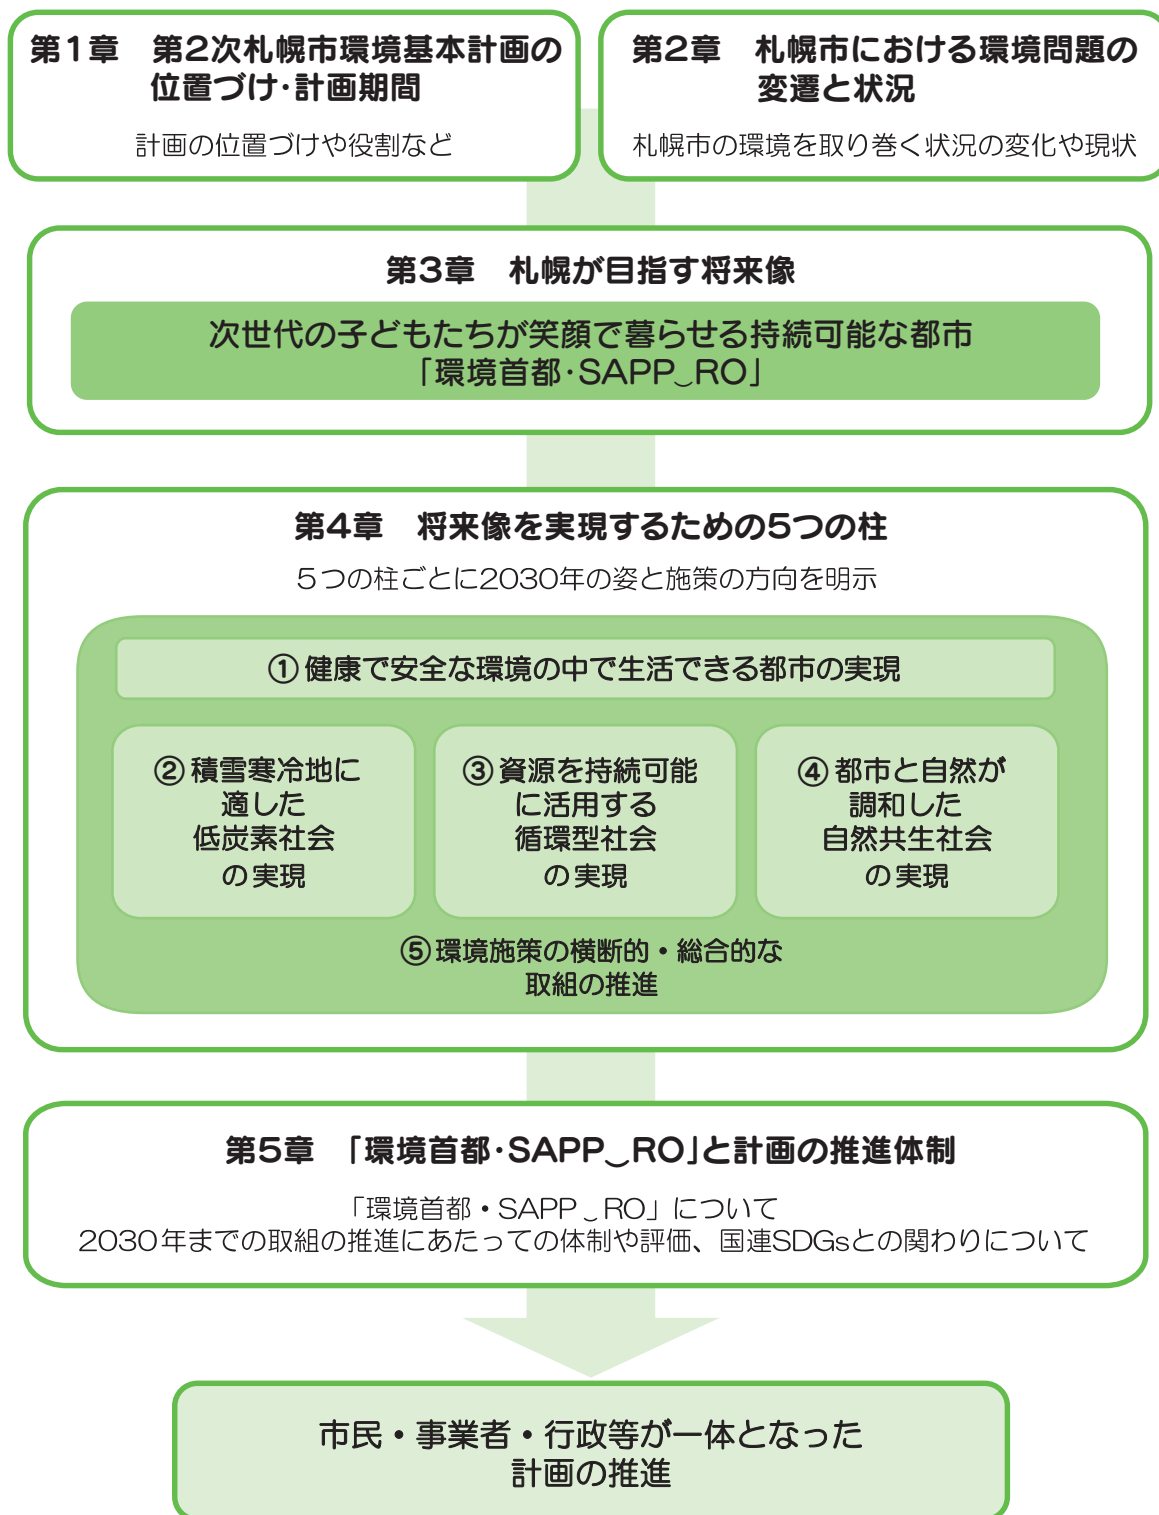 第1章　第2次札幌市環境基本計画の
位置づけ・計画期間
計画の位置づけや役割など
第2章　札幌市における環境問題の
変遷と状況
札幌市の環境を取り巻く状況の変化や現状
第3章　札幌が目指す将来像
次世代の子どもたちが笑顔で暮らせる持続可能な都市
「環境首都・SAPP‿RO」
第4章　将来像を実現するための5つの柱
5つの柱ごとに2030年の姿と施策の方向を明示
①健康で安全な環境の中で生活できる都市の実現
②積雪寒冷地に
適した
低炭素社会
の実現
③資源を持続可能
に活用する
循環型社会
の実現
④都市と自然が
調和した
自然共生社会
の実現
⑤環境施策の横断的・総合的な
取組の推進
第5章　「環境首都・SAPP‿RO」と計画の推進体制
「環境首都・SAPP‿RO」について
2030年までの取組の推進にあたっての体制や評価、国連SDGsとの関わりについて
市民・事業者・行政等が一体となった
計画の推進